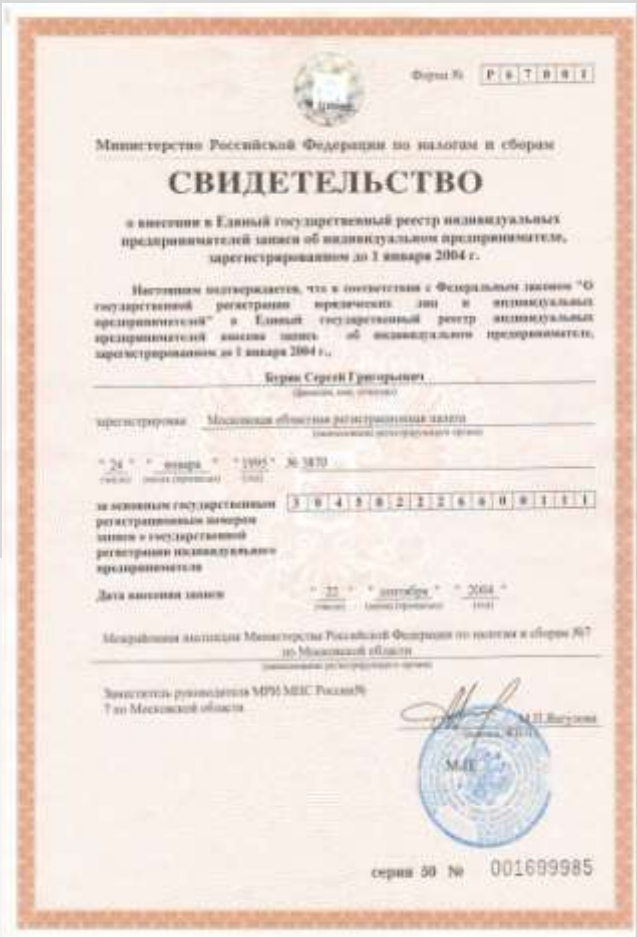 Форма № Р 6 7 0 0 1
Министерство Российской Федерации по налогам и сборам
СВИДЕТЕЛЬСТВО
о внесении в Единый государственный реестр индивидуальных
предпринимателей записи об индивидуальном предпринимателе,
зарегистрированном до 1 января 2004 г.
Настоящим подтверждается, что в соответствии с Федеральным законом "О
государственной регистрации юридических лиц и индивидуальных
предпринимателей" в Единый государственный реестр индивидуальных
предпринимателей внесена запись об индивидуальном предпринимателе,
зарегистрированном до 1 января 2004 г.,
Сергей Григорьевич
(фамилия, имя, отчество)
зарегистрирован Московская областная регистрационная палата
(наименование регистрирующего органа)
" 24 " " января " " 1995 " № 3870
(число) (месяц прописью) (год)
за основным государственным 3 0 4 5 0 2 2 2 6 6 0 0 1 1 1
регистрационным номером
записи о государственной
регистрации индивидуального
предпринимателя
Дата внесения записи " 22 " " сентября " " 2004 "
(число) (месяц прописью) (год)
Межрайонная инспекция Министерства Российской Федерации по налогам и сборам №7
по Московской области
(наименование регистрирующего органа)
Заместитель руководителя МРИ МНС России№
7 по Московской области
М.П.
серия 50 № 001699985